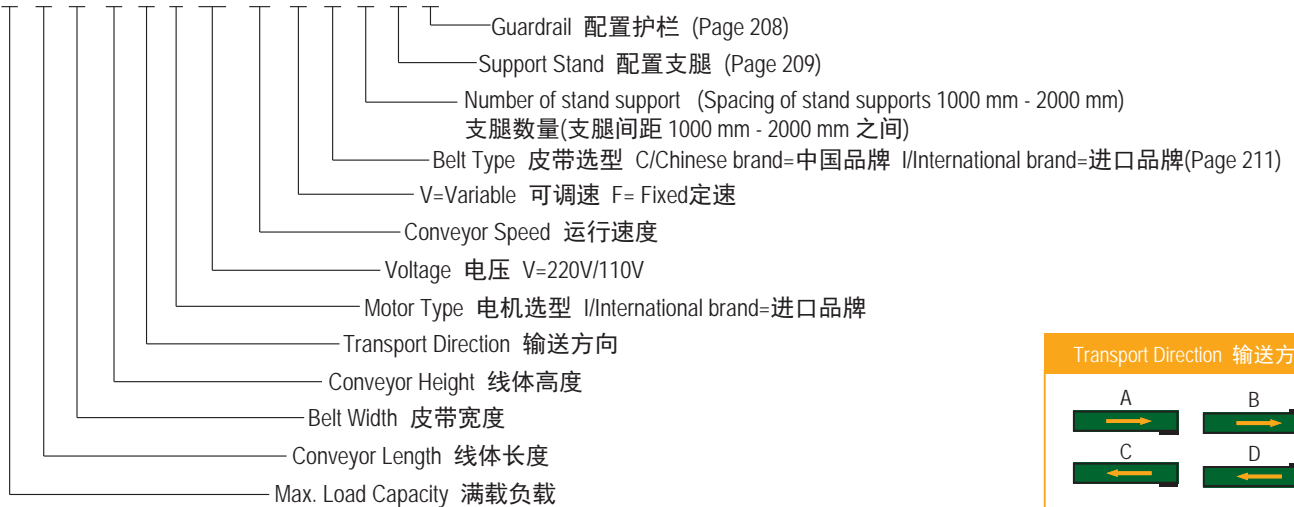 Guardrail 配置护栏 (Page 208)
Support Stand 配置支腿 (Page 209)
Number of stand support (Spacing of stand supports 1000 mm - 2000 mm)
支腿数量(支腿间距 1000 mm - 2000 mm 之间)
Belt Type 皮带选型 C/Chinese brand=中国品牌 I/International brand=进口品牌(Page 211)
V=Variable 可调速 F= Fixed定速
Conveyor Speed 运行速度
Voltage 电压 V=220V/110V
Motor Type 电机选型 I/International brand=进口品牌
Transport Direction 输送方向
Conveyor Height 线体高度
Belt Width 皮带宽度
Conveyor Length 线体长度
Max. Load Capacity 满载负载
Transport Direction 输送方
A B
C D